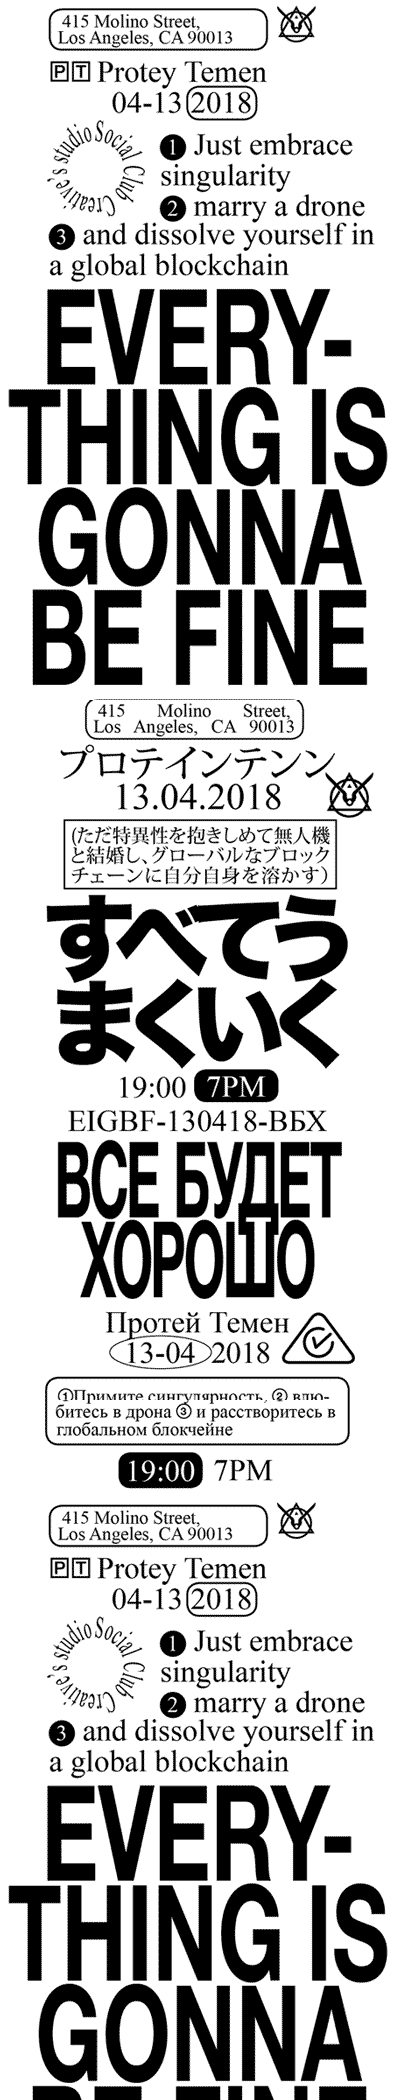 415 Molino Street,
Los Angeles, CA 90013
PT Protey Temen
04-13 2018
Creative's studio Social Club
❶ Just embrace
singularity
❷ marry a drone
❸ and dissolve yourself in
a global blockchain
EVERY-
THING IS
GONNA
BE FINE
415 Molino Street,
Los Angeles, CA 90013
プロテインテンン
13.04.2018
(ただ特異性を抱きしめて無人機
と結婚し、グローバルなブロック
チェーンに自分自身を溶かす)
すべてう
まくいく
19:00 7PM
EIGBF-130418-ВБХ
ВСЕ БУДЕТ
ХОРОШО
Протей Темен
13-04 2018
①Примите сингулярность, ② влю-
битесь в дрона ③ и расстворитесь в
глобальном блокчейне
19:00 7PM
415 Molino Street,
Los Angeles, CA 90013
PT Protey Temen
04-13 2018
Creative's studio Social Club
❶ Just embrace
singularity
❷ marry a drone
❸ and dissolve yourself in
a global blockchain
EVERY-
THING IS
GONNA
BE FINE